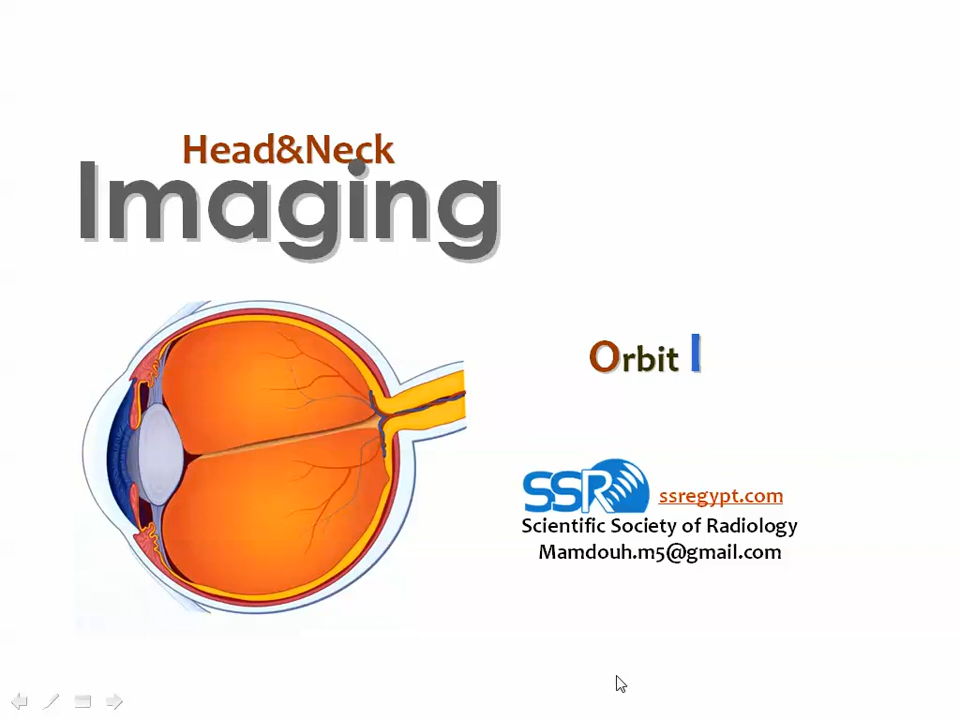 Head&Neck
Imaging
Orbit I
SSR ssregypt.com
Scientific Society of Radiology
Mamdouh.m5@gmail.com